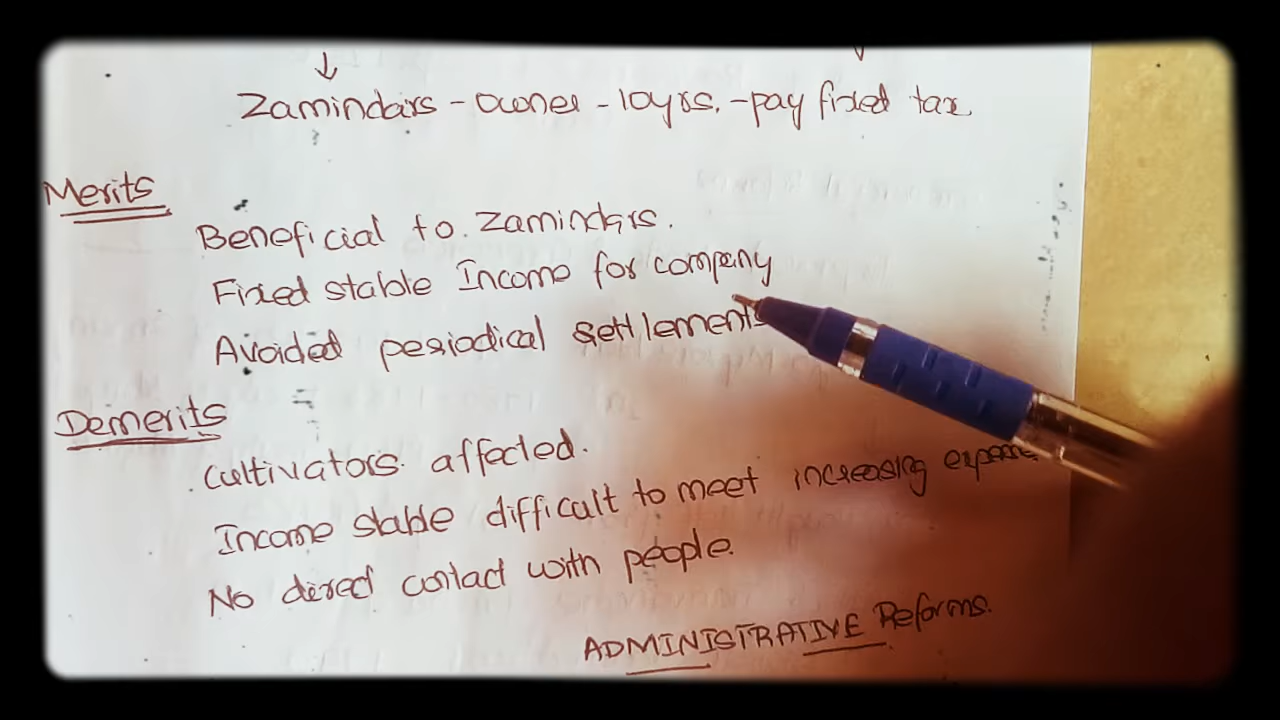 Zamindars - owner - 10yrs. - pay fixed tax
Merits
Beneficial to Zamindars.
Fixed stable Income for company
Avoided periodical settlements
Demerits
Cultivators affected.
Income stable difficult to meet increasing
No direct contact with people.
ADMINISTRATIVE Reforms.